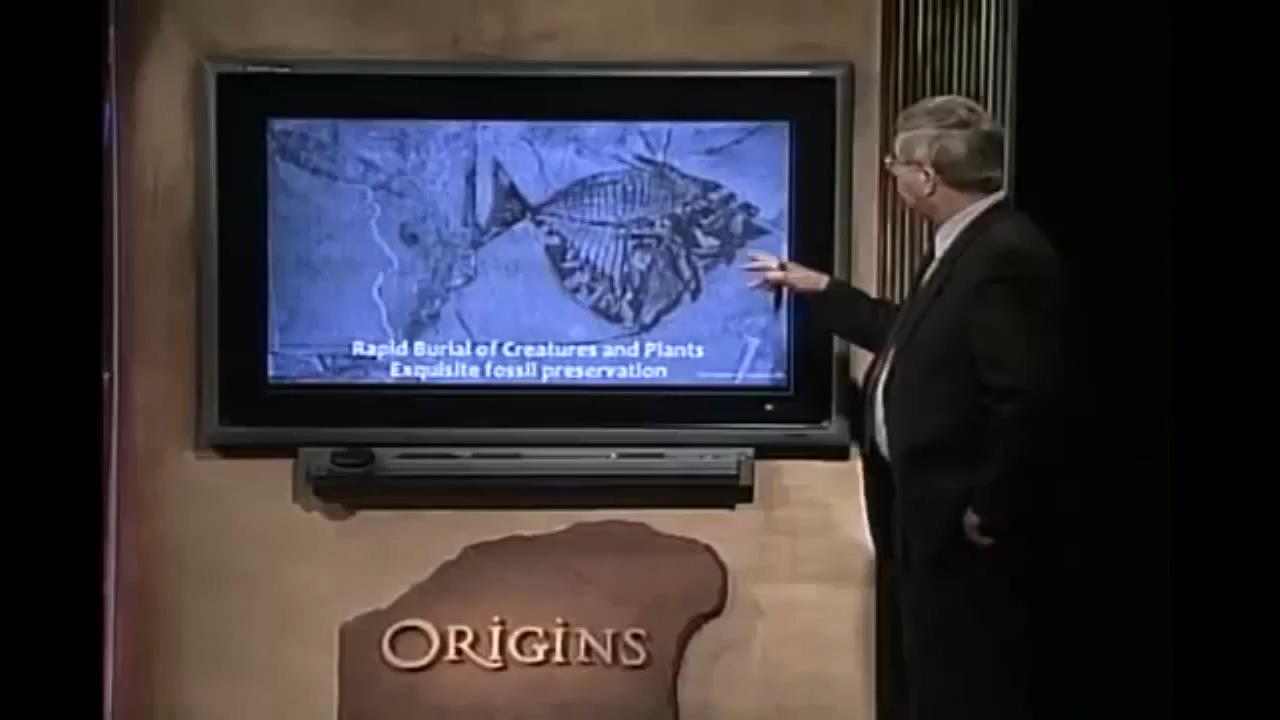 Rapid Burial of Creatures and Plants
Exquisite fossil preservation
ORiGiNS